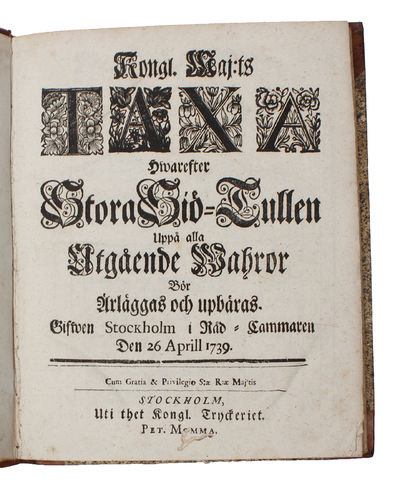 Kongl. Maj:ts
TAXA
Hwarefter
Stora Siö-Tullen
Uppå alla
Utgående Wahror
Bör
Arläggas och upbäras.
Gifwen Stockholm i Råd-Cammaren
Den 26 Aprill 1739.
Cum Gratia & Privilegio S:æ R:æ Maj:tis
STOCKHOLM,
Uti thet Kongl. Tryckeriet.
PET. MOMMA.